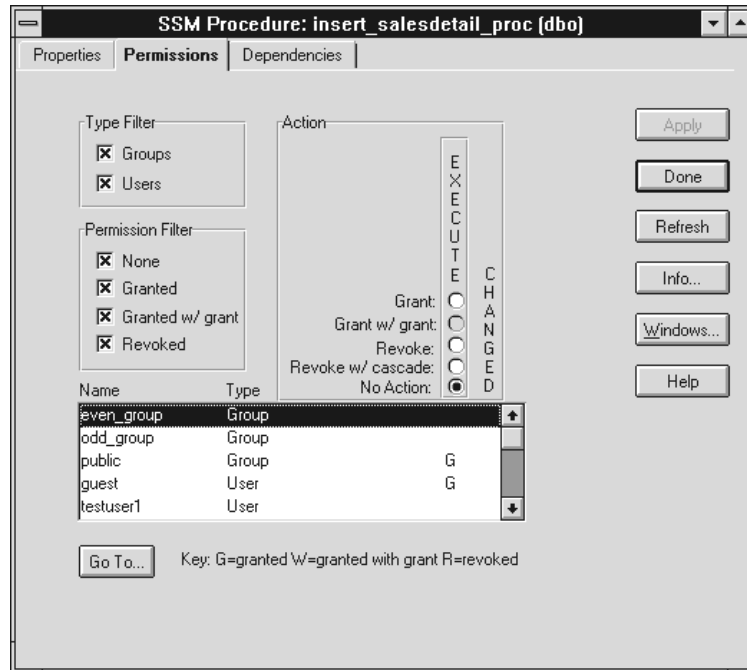 SSM Procedure: insert_salesdetail_proc (dbo)
Properties Permissions Dependencies
Type Filter
Groups
Users
Permission Filter
None
Granted
Granted w/ grant
Revoked
Action
EXECUTE
CHANGED
Grant:
Grant w/ grant:
Revoke:
Revoke w/ cascade:
No Action:
Apply
Done
Refresh
Info...
Windows...
Help
Name Type
even_group Group
odd_group Group
public Group G
guest User G
testuser1 User
Go To... Key: G=granted W=granted with grant R=revoked